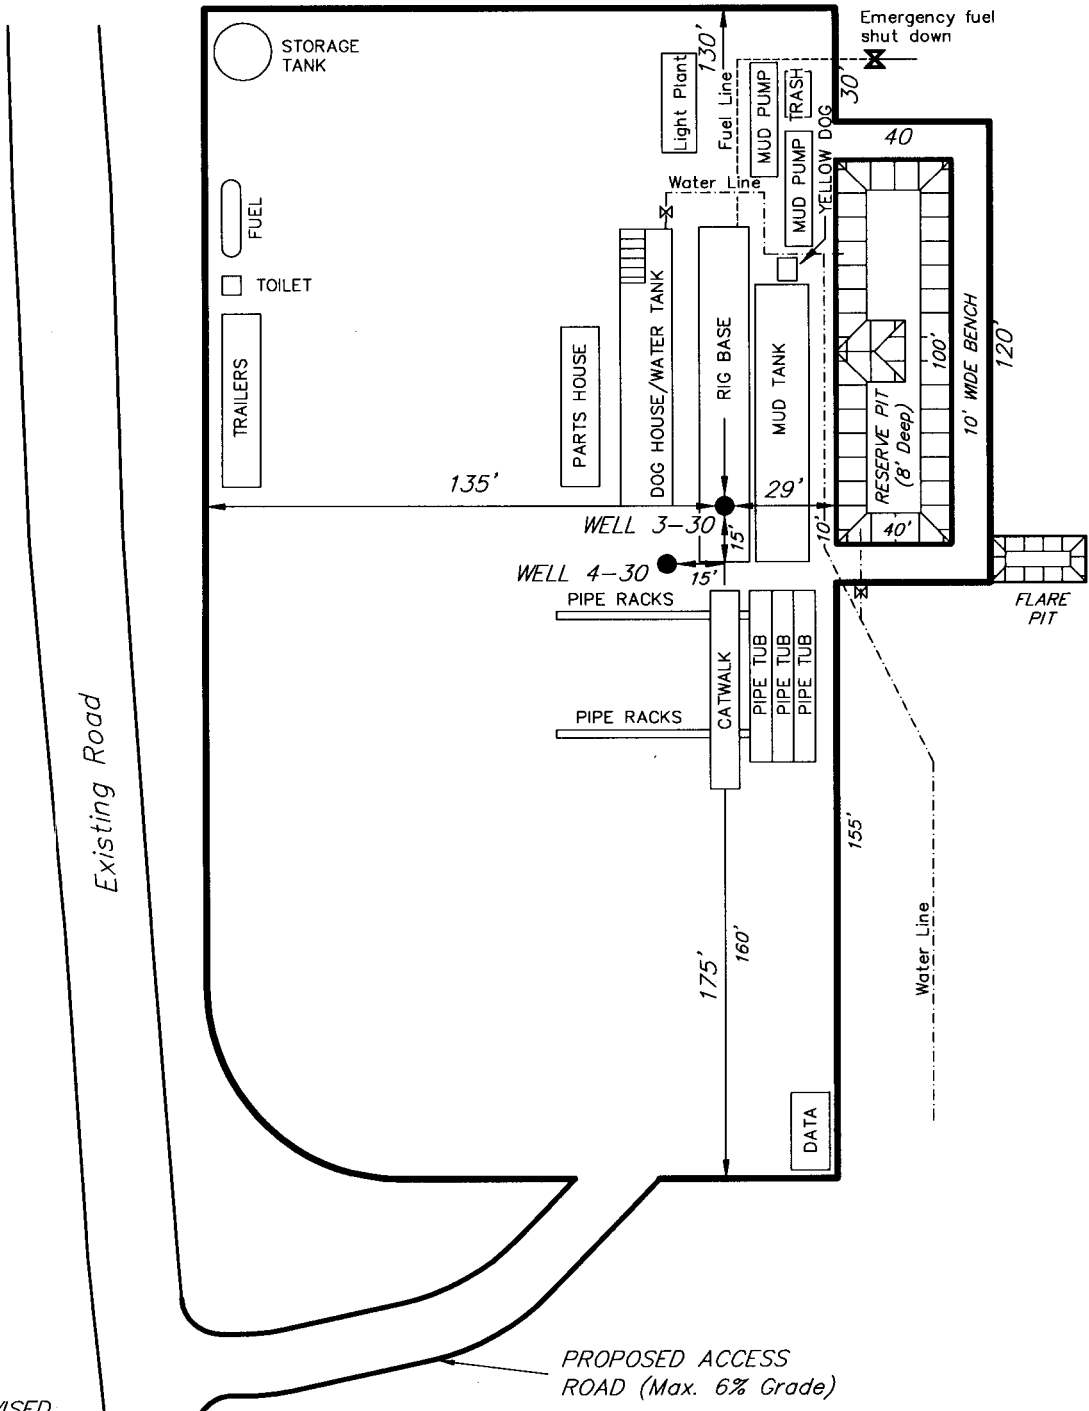 Emergency fuel
shut down
STORAGE
TANK
130'
Light Plant
Fuel Line
MUD PUMP
TRASH
30'
MUD PUMP
YELLOW DOG
40
Water Line
FUEL
TOILET
TRAILERS
PARTS HOUSE
DOG HOUSE/WATER TANK
RIG BASE
MUD TANK
RESERVE PIT
(8' Deep)
100'
10' WIDE BENCH
120'
135'
29'
WELL 3-30
15'
10'
40'
WELL 4-30
15'
FLARE
PIT
PIPE RACKS
CATWALK
PIPE TUB
PIPE TUB
PIPE TUB
PIPE RACKS
Existing Road
155'
175'
160'
Water Line
DATA
PROPOSED ACCESS
ROAD (Max. 6% Grade)